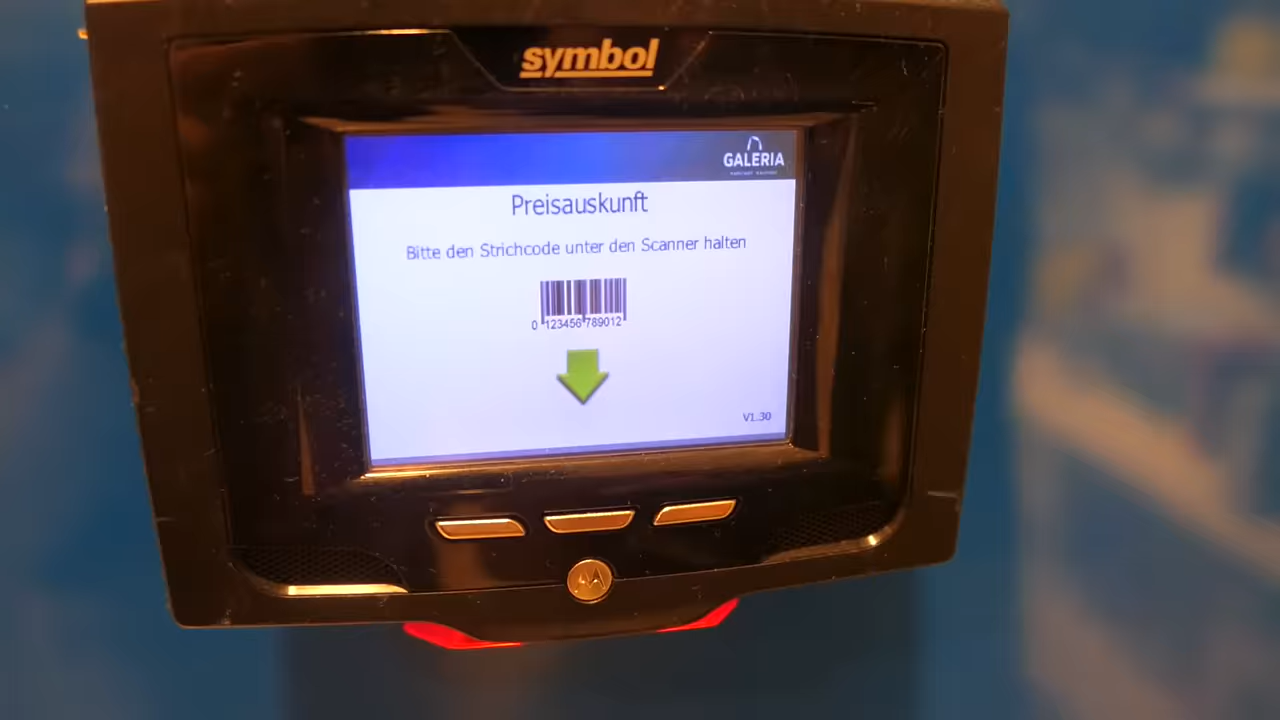 symbol
GALERIA
Preisauskunft
Bitte den Strichcode unter den Scanner halten
0 123456 789012
V1.30